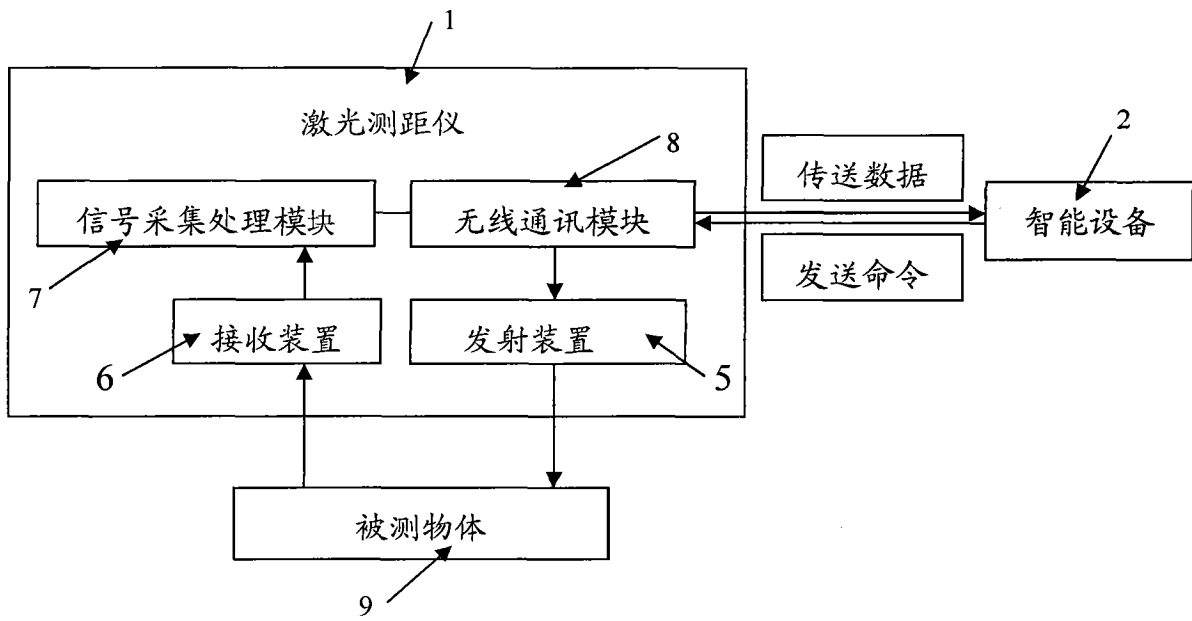 1
激光测距仪
8
2
传送数据
信号采集处理模块
无线通讯模块
智能设备
发送命令
7
接收装置
发射装置
6
5
被测物体
9